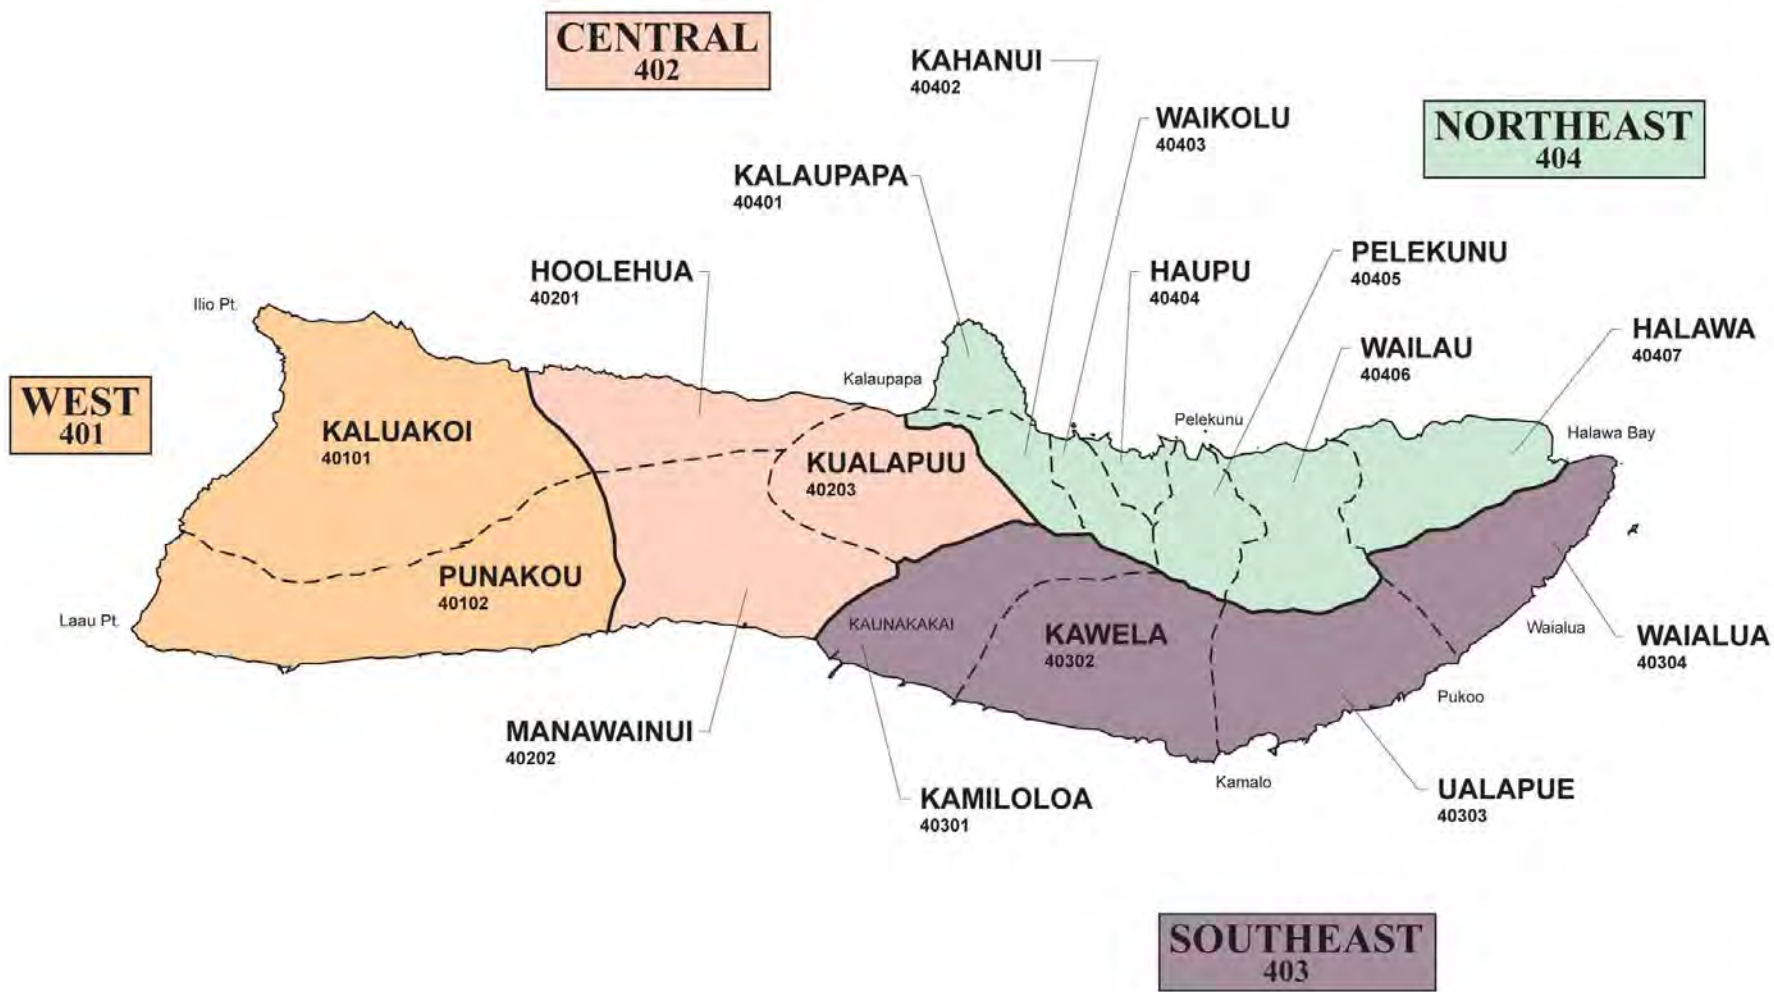 CENTRAL
402
KAHANUI
40402
WAIKOLU
40403
NORTHEAST
404
KALAUPAPA
40401
HOOLEHUA
40201
HAUPU
40404
PELEKUNU
40405
Ilio Pt.
HALAWA
40407
WAILAU
40406
WEST
401
Kalaupapa
Pelekunu
KALUAKOI
40101
Halawa Bay
KUALAPUU
40203
PUNAKOU
40102
Laau Pt.
KAUNAKAKAI
KAWELA
40302
Waialua
WAIALUA
40304
Pukoo
MANAWAINUI
40202
Kamalo
KAMILOLOA
40301
UALAPUE
40303
SOUTHEAST
403